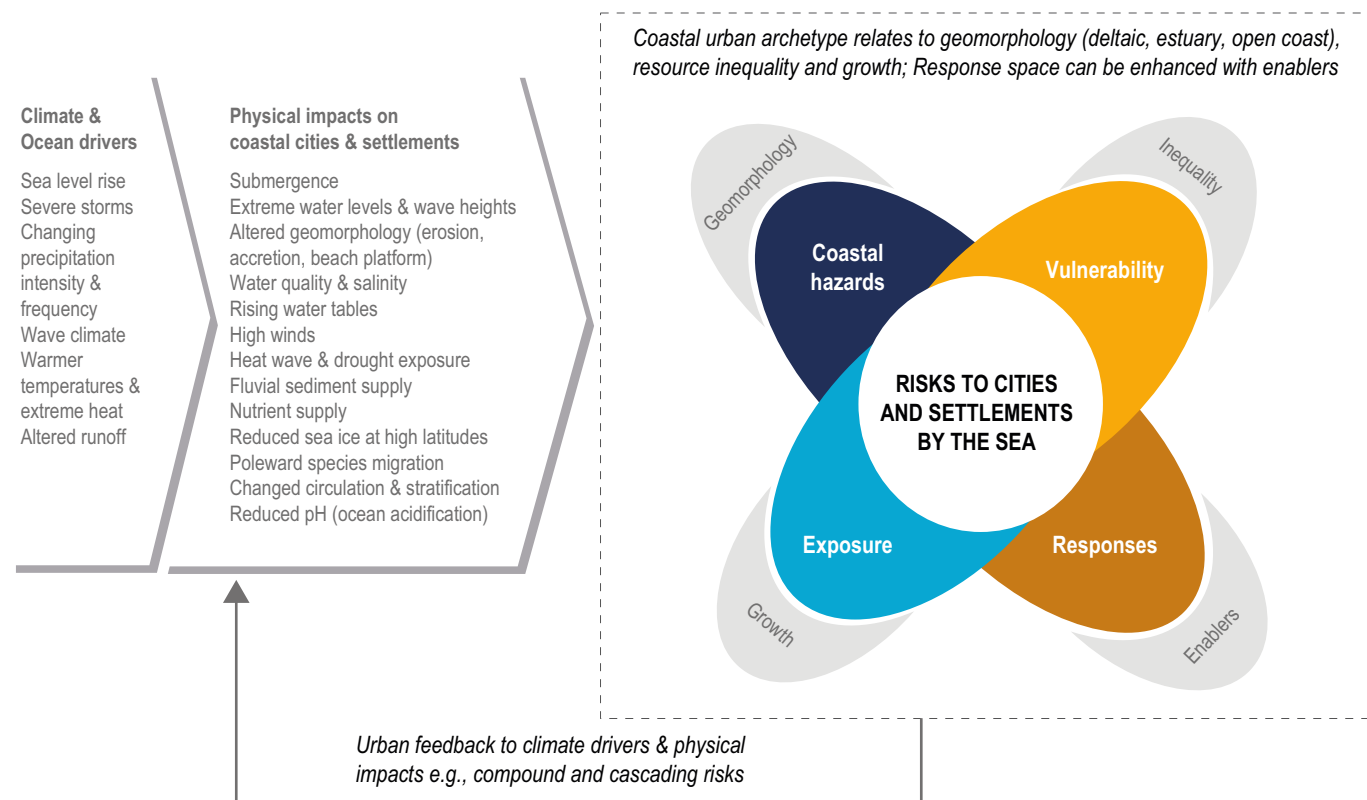 Coastal urban archetype relates to geomorphology (deltaic, estuary, open coast),
resource inequality and growth; Response space can be enhanced with enablers
Climate &
Ocean drivers
Sea level rise
Severe storms
Changing
precipitation
intensity &
frequency
Wave climate
Warmer
temperatures &
extreme heat
Altered runoff
Physical impacts on
coastal cities & settlements
Submergence
Extreme water levels & wave heights
Altered geomorphology (erosion,
accretion, beach platform)
Water quality & salinity
Rising water tables
High winds
Heat wave & drought exposure
Fluvial sediment supply
Nutrient supply
Reduced sea ice at high latitudes
Poleward species migration
Changed circulation & stratification
Reduced pH (ocean acidification)
Geomorphology
Inequality
Coastal
hazards
Vulnerability
RISKS TO CITIES
AND SETTLEMENTS
BY THE SEA
Exposure
Responses
Growth
Enablers
Urban feedback to climate drivers & physical
impacts e.g., compound and cascading risks